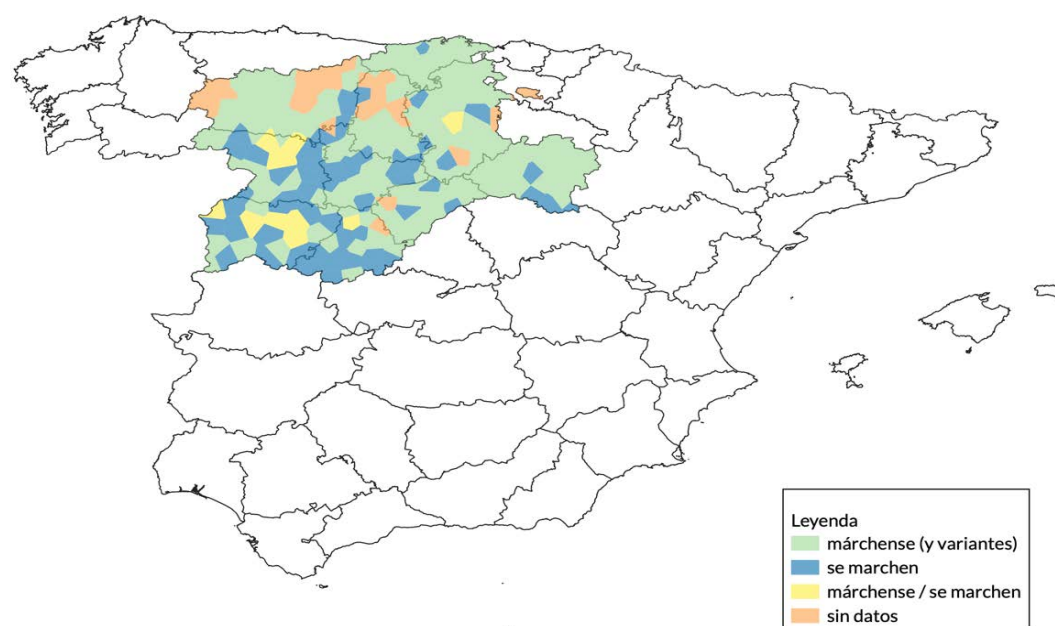 Leyenda
márchense (y variantes)
se marchen
márchense / se marchen
sin datos